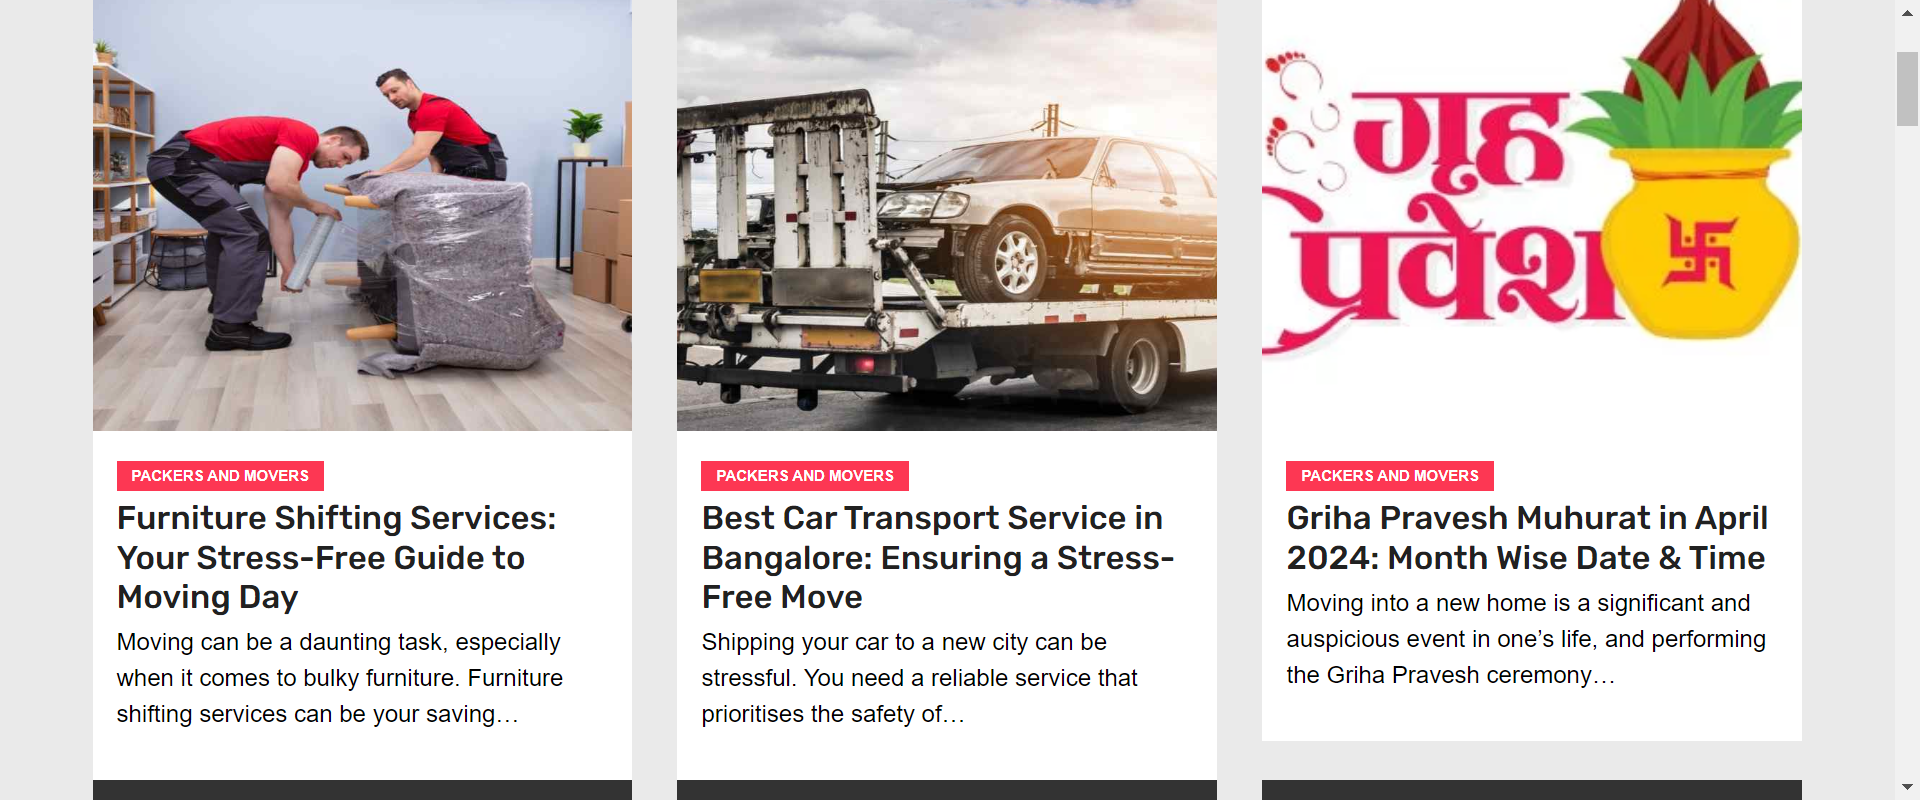 गृह
प्रवेश
PACKERS AND MOVERS
Furniture Shifting Services:
Your Stress-Free Guide to
Moving Day
Moving can be a daunting task, especially
when it comes to bulky furniture. Furniture
shifting services can be your saving…
PACKERS AND MOVERS
Best Car Transport Service in
Bangalore: Ensuring a Stress-
Free Move
Shipping your car to a new city can be
stressful. You need a reliable service that
prioritises the safety of…
PACKERS AND MOVERS
Griha Pravesh Muhurat in April
2024: Month Wise Date & Time
Moving into a new home is a significant and
auspicious event in one’s life, and performing
the Griha Pravesh ceremony…